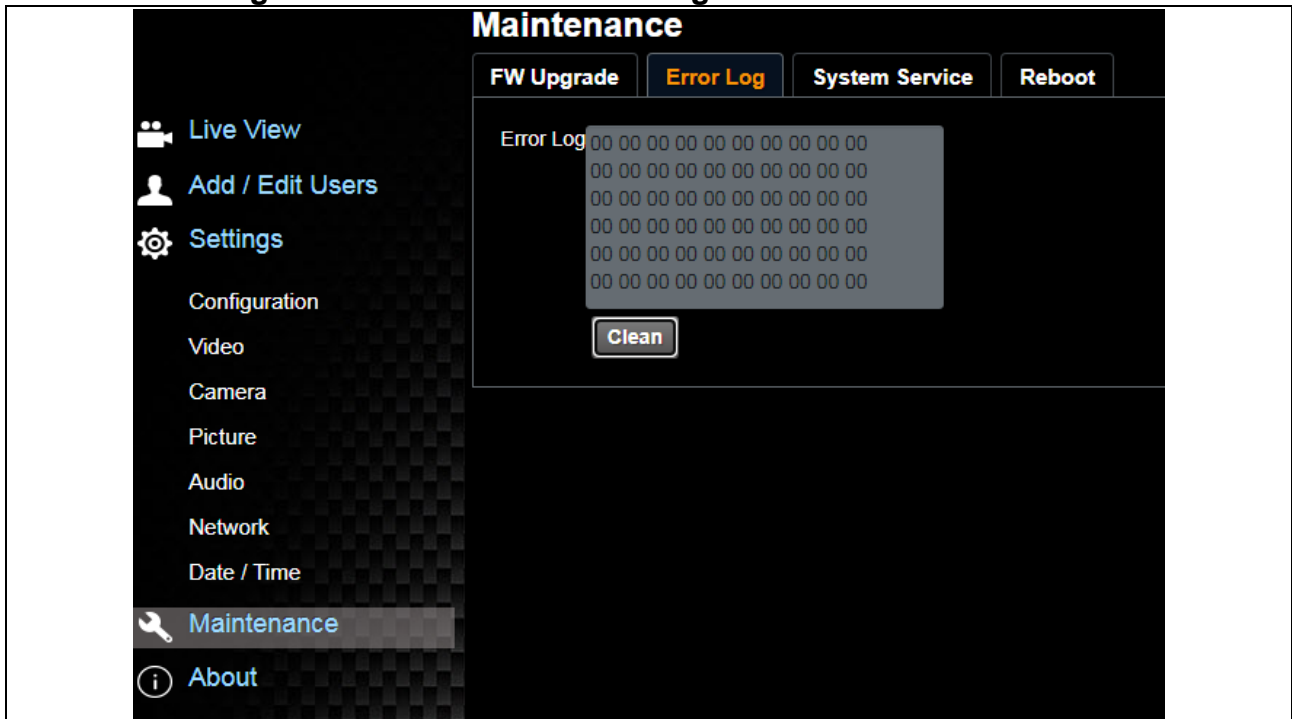 Maintenance
FW Upgrade
Error Log
System Service
Reboot
Live View
Add / Edit Users
Settings
Configuration
Video
Camera
Picture
Audio
Network
Date / Time
Maintenance
About
Error Log
00 00 00 00 00 00 00 00 00 00
00 00 00 00 00 00 00 00 00 00
00 00 00 00 00 00 00 00 00 00
00 00 00 00 00 00 00 00 00 00
00 00 00 00 00 00 00 00 00 00
00 00 00 00 00 00 00 00 00 00
Clean